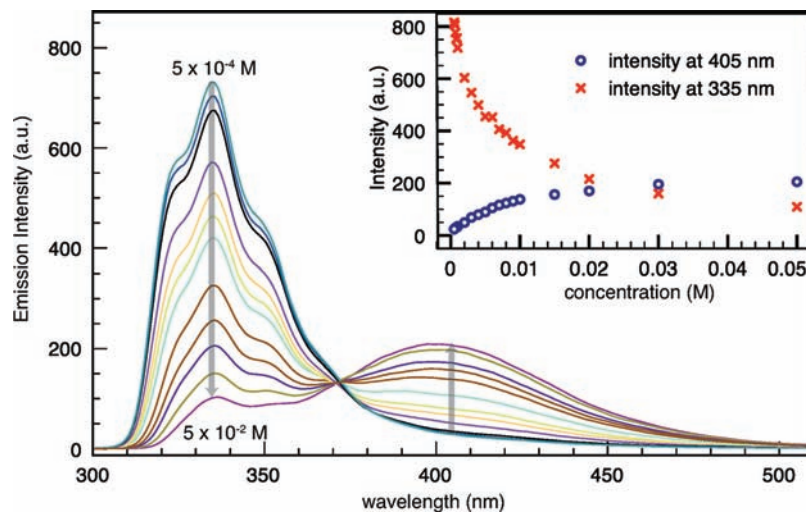 5 x 10⁻⁴ M
5 x 10⁻² M
Emission Intensity (a.u.)
800
600
400
200
0
300
350
400
450
500
wavelength (nm)
intensity at 405 nm
intensity at 335 nm
Intensity (a.u.)
800
600
400
200
0
0
0.01
0.02
0.03
0.04
0.05
concentration (M)